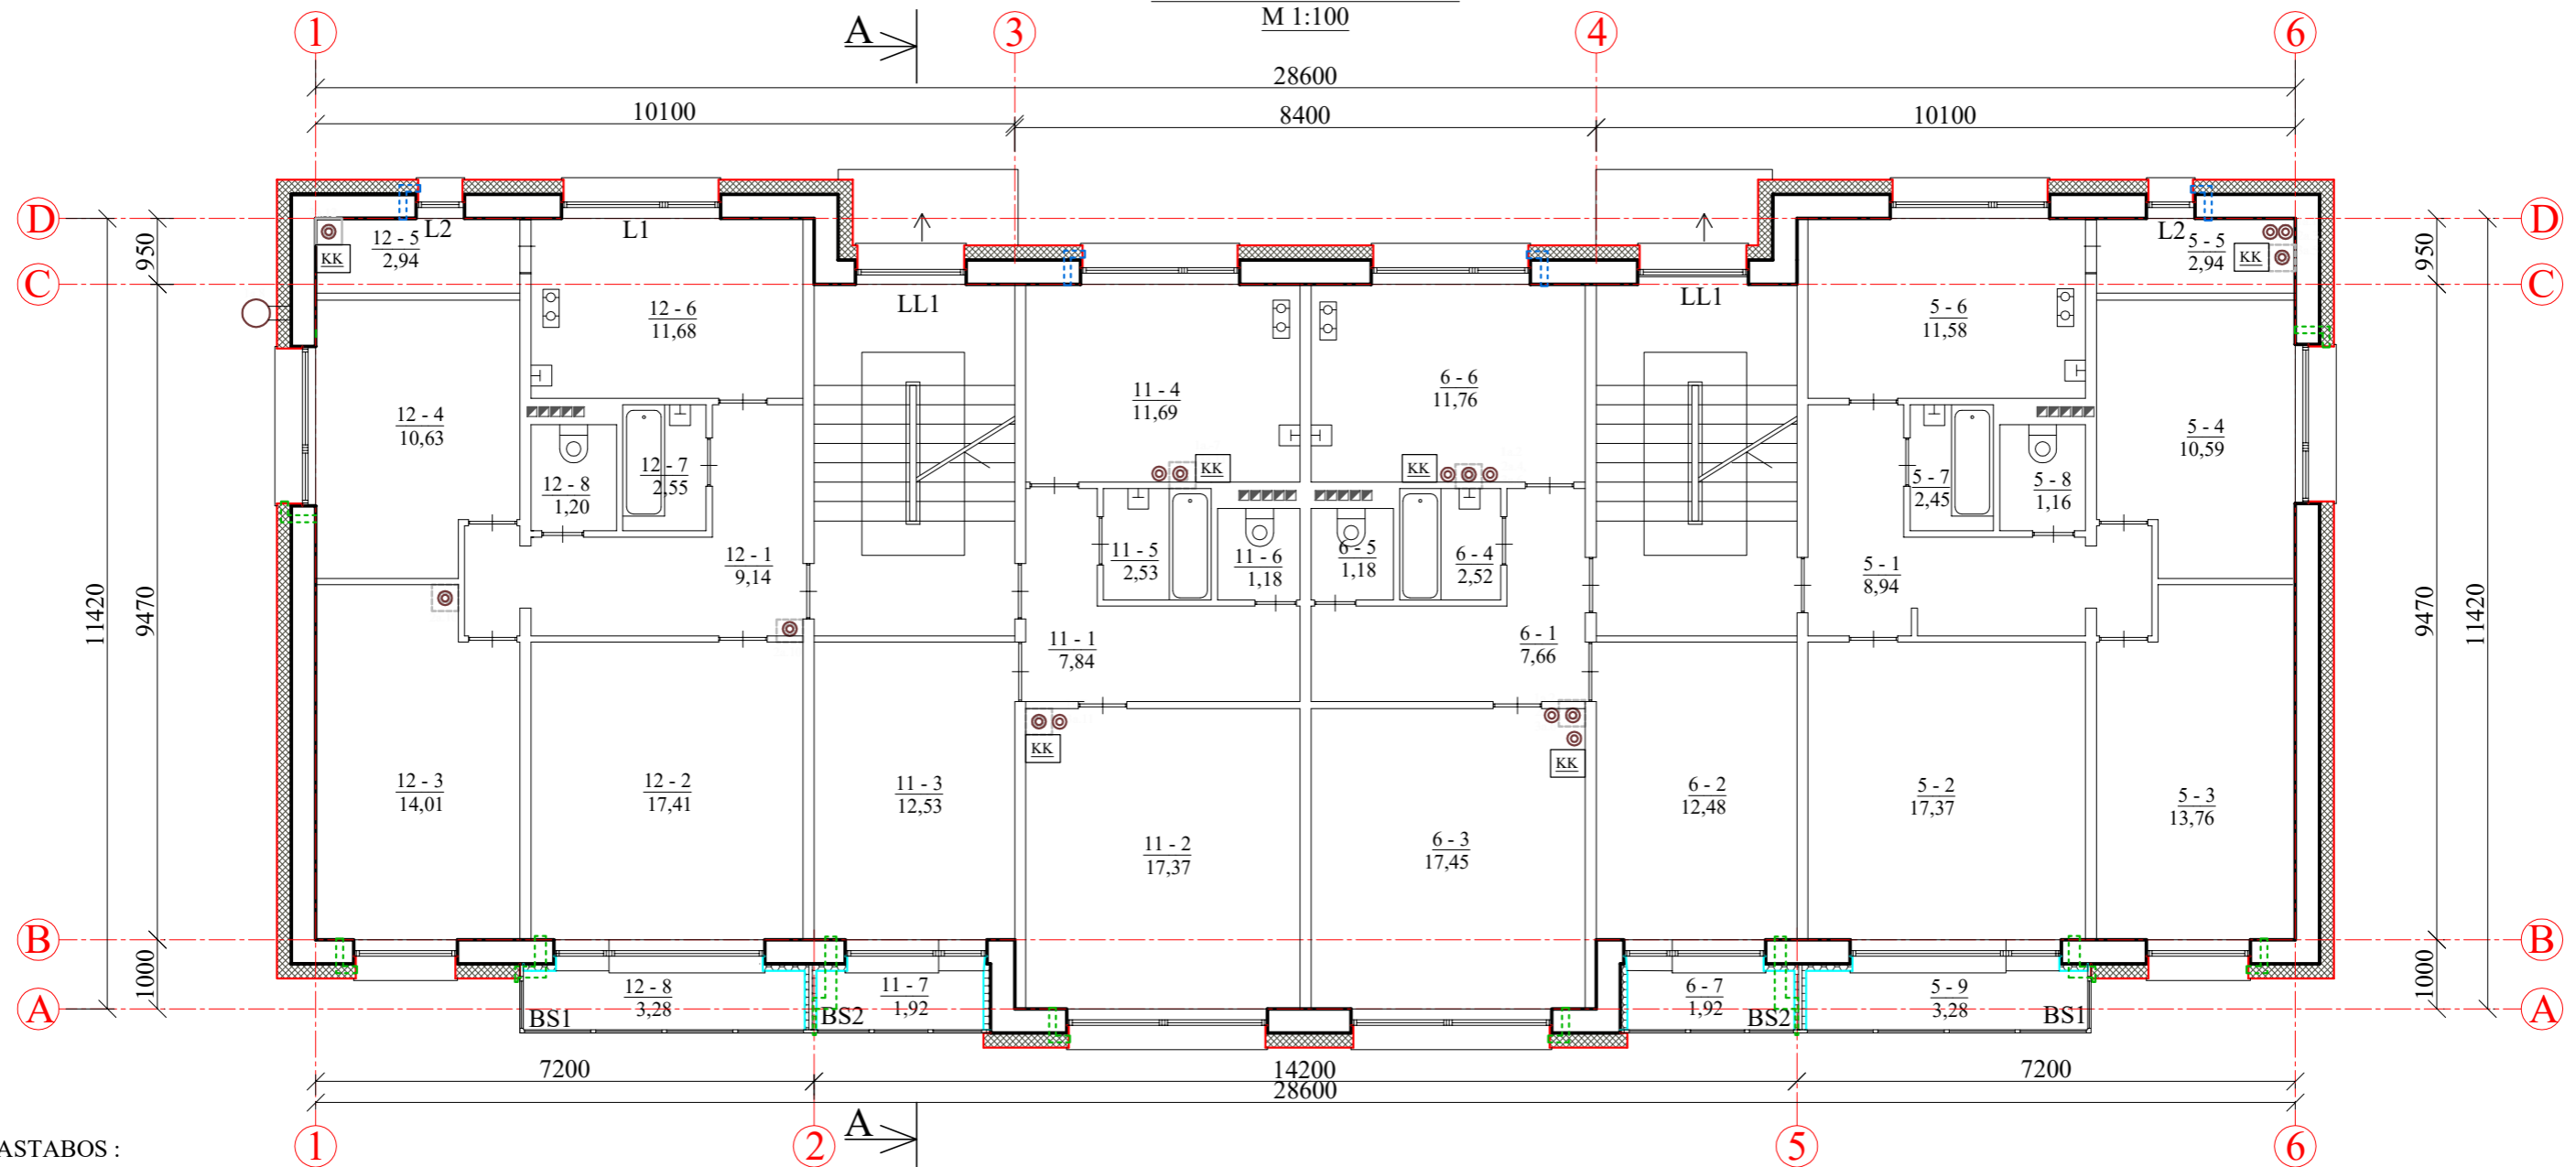 M 1:100
1
A
3
4
6
28600
10100
8400
10100
D
12 - 5
2,94
L2
L1
L2
5 - 5
2,94
D
KK
KK
950
950
C
C
12 - 6
11,68
LL1
LL1
5 - 6
11,58
12 - 4
10,63
11 - 4
11,69
6 - 6
11,76
5 - 4
10,59
KK
KK
12 - 8
1,20
12 - 7
2,55
5 - 7
2,45
5 - 8
1,16
12 - 1
9,14
11 - 5
2,53
11 - 6
1,18
6 - 5
1,18
6 - 4
2,52
5 - 1
8,94
11420
9470
9470
11420
11 - 1
7,84
6 - 1
7,66
KK
KK
12 - 3
14,01
12 - 2
17,41
11 - 3
12,53
11 - 2
17,37
6 - 3
17,45
6 - 2
12,48
5 - 2
17,37
5 - 3
13,76
B
B
1000
1000
12 - 8
3,28
11 - 7
1,92
6 - 7
1,92
5 - 9
3,28
A
BS1
BS2
BS2
BS1
A
7200
14200
7200
28600
1
2
A
5
6
ASTABOS :